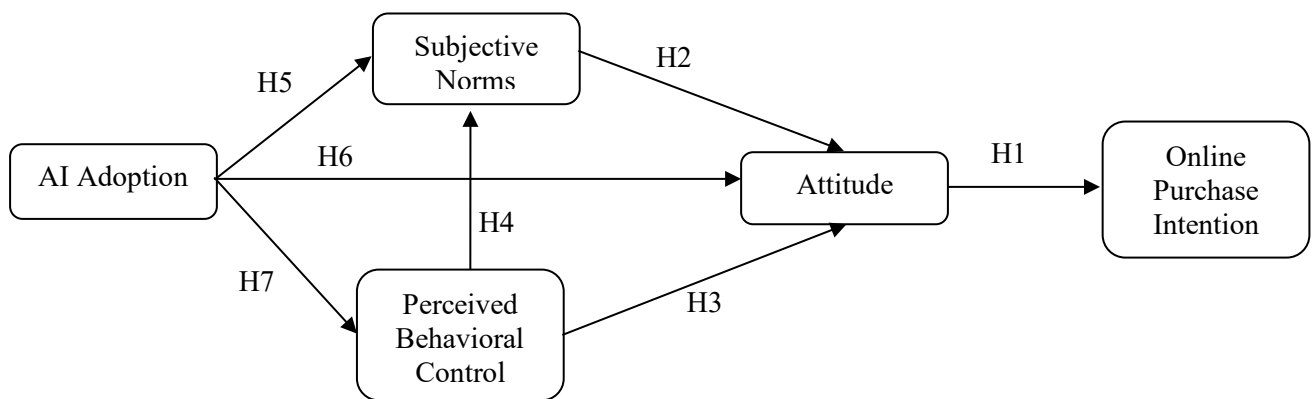 Subjective
Norms
H2
H5
H1
H6
AI Adoption
Attitude
Online
Purchase
Intention
H4
H7
H3
Perceived
Behavioral
Control